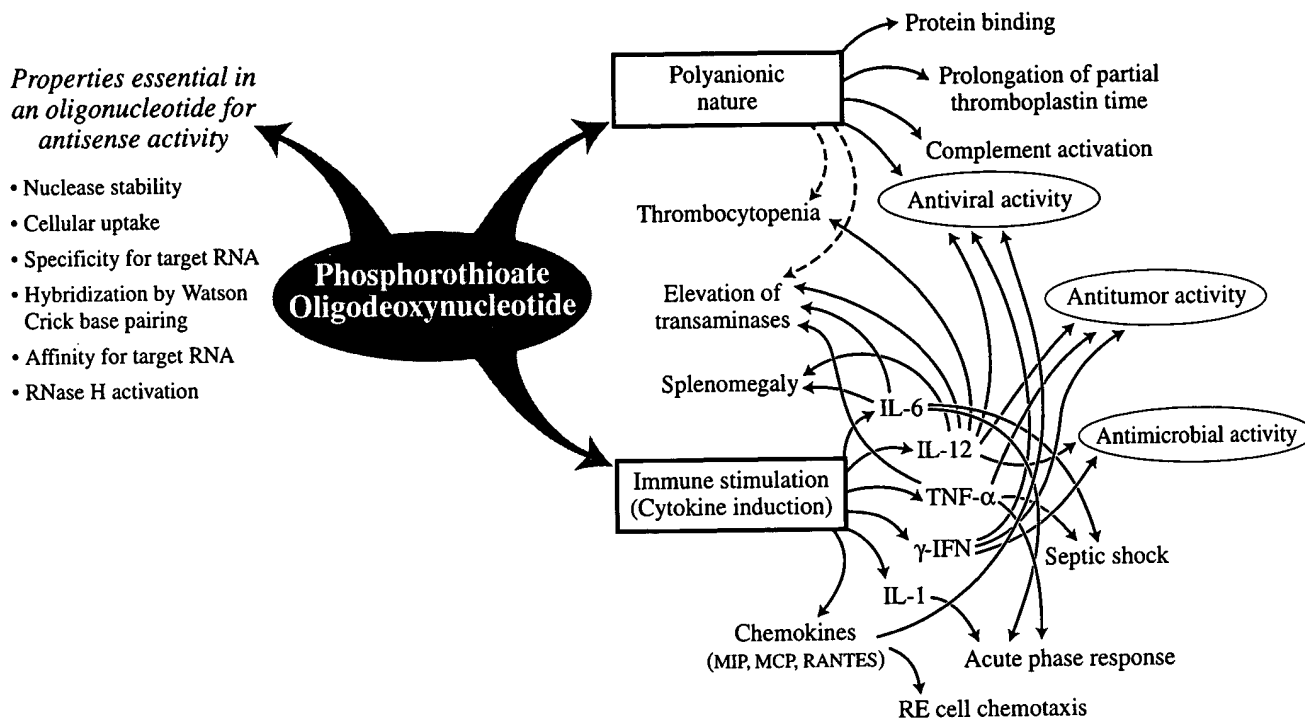 Properties essential in
an oligonucleotide for
antisense activity
• Nuclease stability
• Cellular uptake
• Specificity for target RNA
• Hybridization by Watson
Crick base pairing
• Affinity for target RNA
• RNase H activation
Phosphorothioate
Oligodeoxynucleotide
Polyanionic
nature
Protein binding
Prolongation of partial
thromboplastin time
Complement activation
Antiviral activity
Thrombocytopenia
Elevation of
transaminases
Splenomegaly
Antitumor activity
Antimicrobial activity
Immune stimulation
(Cytokine induction)
IL-6
IL-12
TNF-α
γ-IFN
IL-1
Septic shock
Chemokines
(MIP, MCP, RANTES)
Acute phase response
RE cell chemotaxis